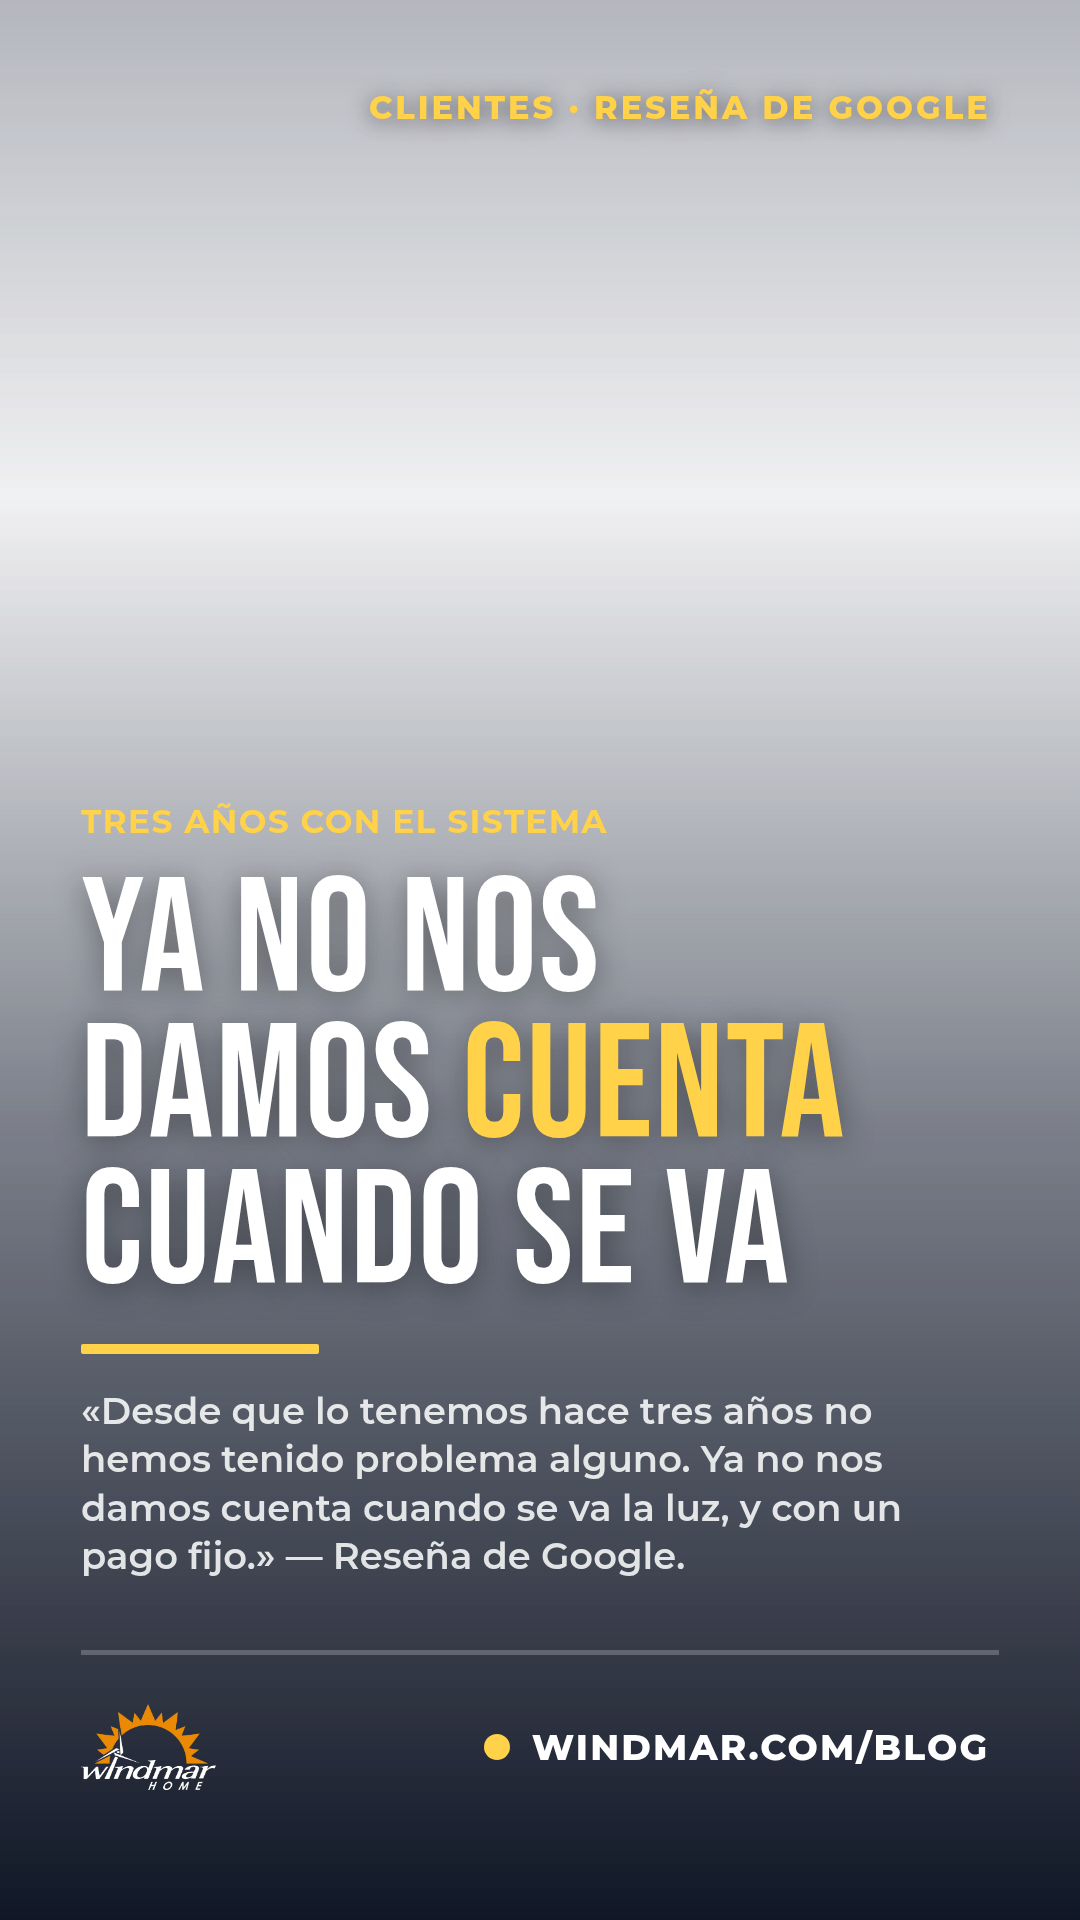 CLIENTES · RESEÑA DE GOOGLE
TRES AÑOS CON EL SISTEMA
YA NO NOS
DAMOS CUENTA
CUANDO SE VA
«Desde que lo tenemos hace tres años no
hemos tenido problema alguno. Ya no nos
damos cuenta cuando se va la luz, y con un
pago fijo.» — Reseña de Google.
windmar
HOME
WINDMAR.COM/BLOG